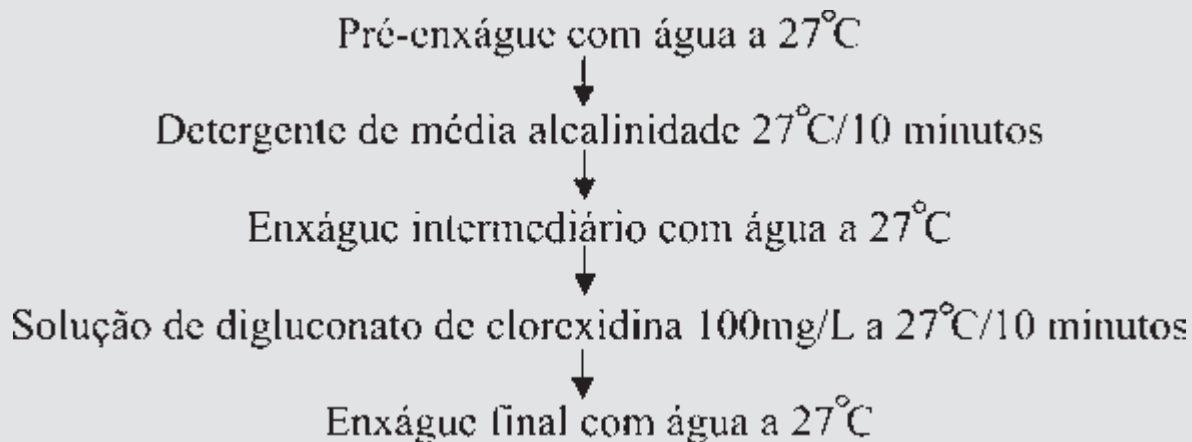 Pré-enxágue com água a 27°C
Detergente de média alcalinidade 27°C/10 minutos
Enxágue intermediário com água a 27°C
Solução de digluconato de clorexidina 100mg/L a 27°C/10 minutos
Enxágue final com água a 27°C